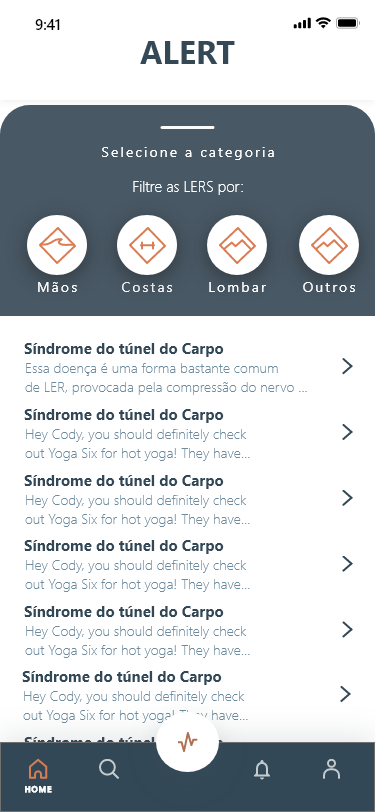 9:41
ALERT
Selecione a categoria
Filtre as LERS por:
Mãos Costas Lombar Outros
Síndrome do túnel do Carpo
Essa doença é uma forma bastante comum
de LER, provocada pela compressão do nervo ...
Síndrome do túnel do Carpo
Hey Cody, you should definitely check
out Yoga Six for hot yoga! They have...
Síndrome do túnel do Carpo
Hey Cody, you should definitely check
out Yoga Six for hot yoga! They have...
Síndrome do túnel do Carpo
Hey Cody, you should definitely check
out Yoga Six for hot yoga! They have...
Síndrome do túnel do Carpo
Hey Cody, you should definitely check
out Yoga Six for hot yoga! They have...
Síndrome do túnel do Carpo
Hey Cody, you should definitely check
out Yoga Six for hot yoga! They have...
Síndrome do túnel
HOME